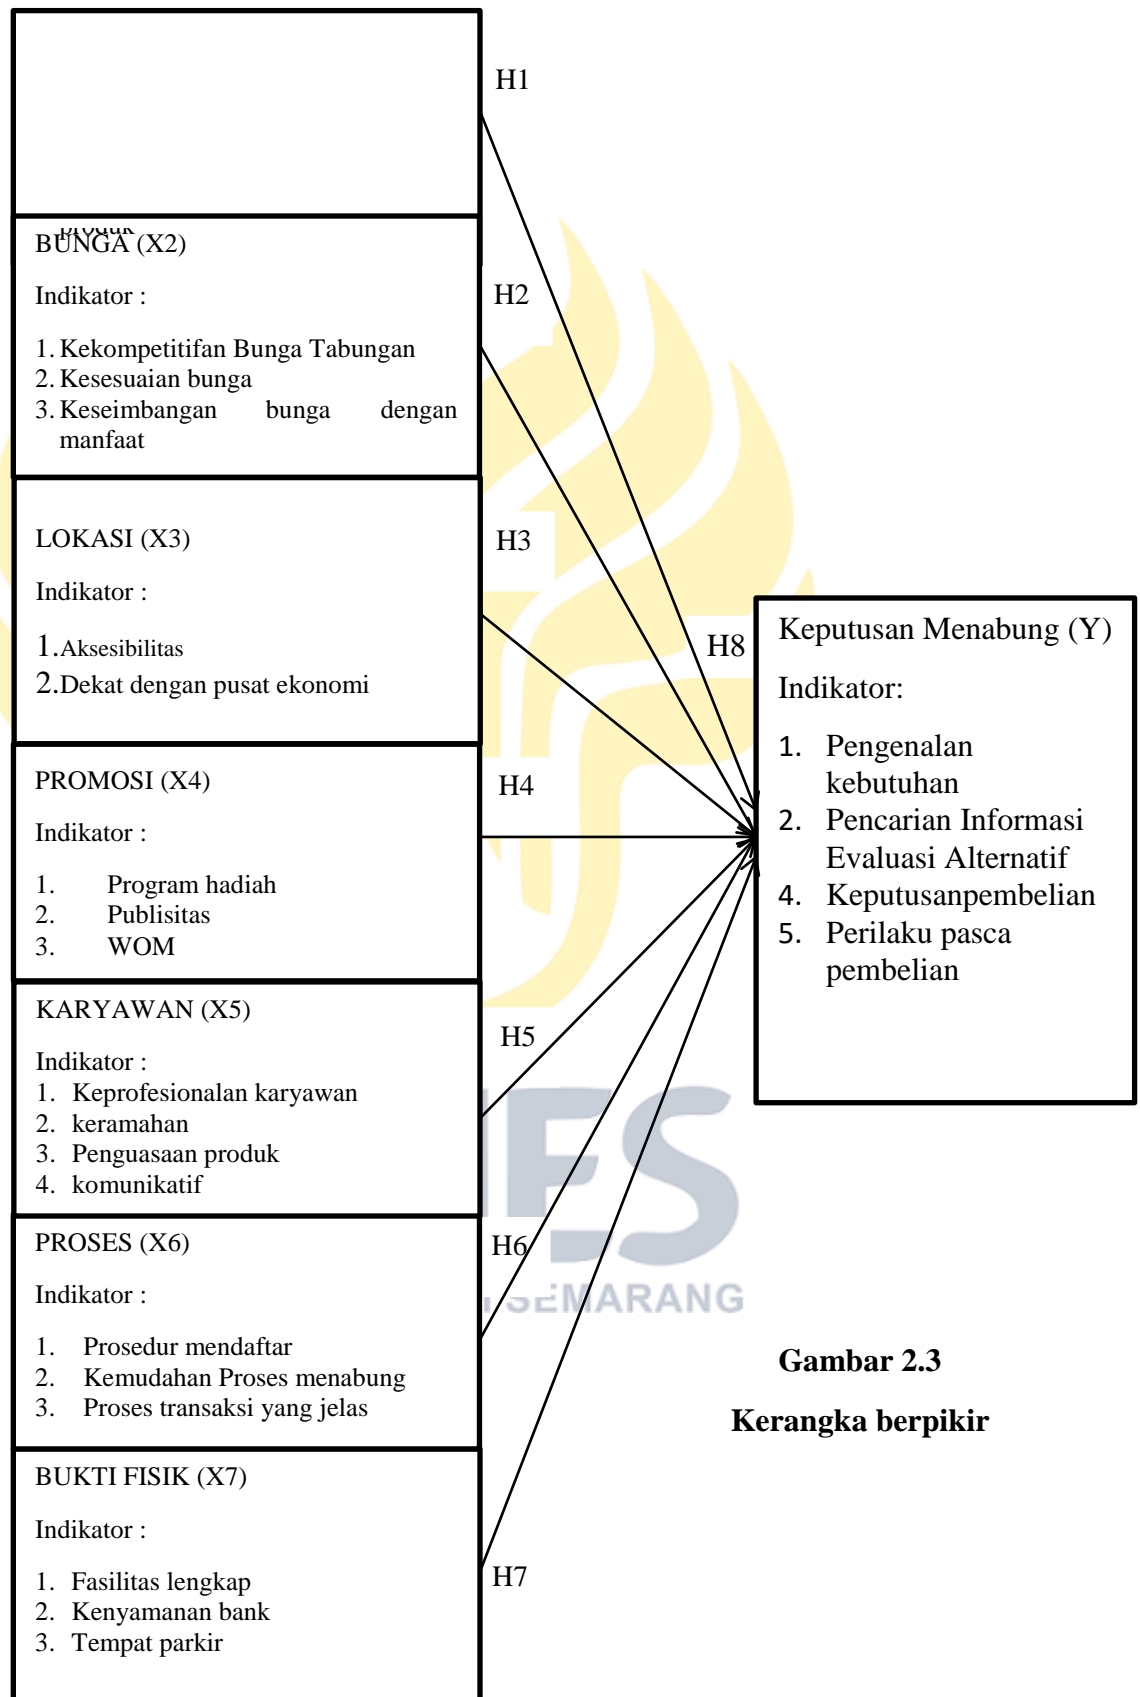 H1
produk
BUNGA (X2)
Indikator :
H2
1. Kekompetitifan Bunga Tabungan
2. Kesesuaian bunga
3. Keseimbangan bunga dengan
manfaat
LOKASI (X3)
H3
Indikator :
1.Aksesibilitas
2.Dekat dengan pusat ekonomi
H8
Keputusan Menabung (Y)
Indikator:
1. Pengenalan
kebutuhan
2. Pencarian Informasi
Evaluasi Alternatif
4. Keputusanpembelian
5. Perilaku pasca
pembelian
PROMOSI (X4)
H4
Indikator :
1. Program hadiah
2. Publisitas
3. WOM
KARYAWAN (X5)
H5
Indikator :
1. Keprofesionalan karyawan
2. keramahan
3. Penguasaan produk
4. komunikatif
PROSES (X6)
H6
Indikator :
1. Prosedur mendaftar
2. Kemudahan Proses menabung
3. Proses transaksi yang jelas
SEMARANG
Gambar 2.3
Kerangka berpikir
BUKTI FISIK (X7)
Indikator :
H7
1. Fasilitas lengkap
2. Kenyamanan bank
3. Tempat parkir